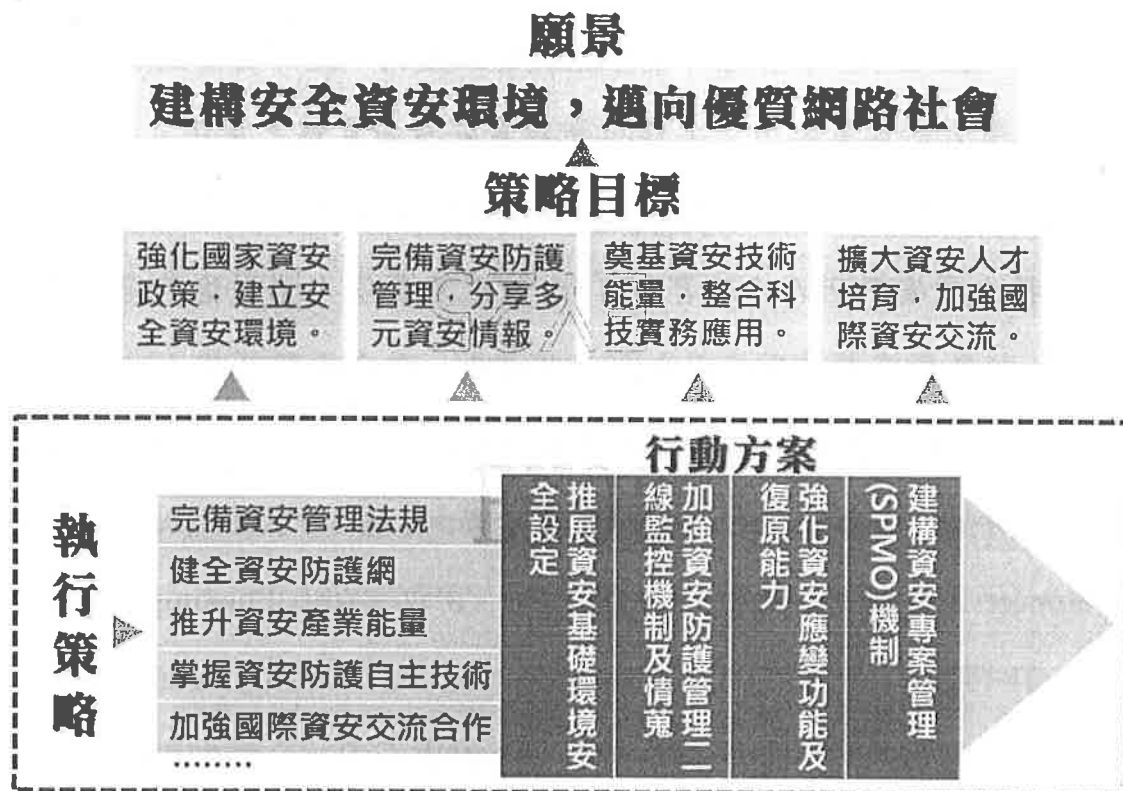 願景
建構安全資安環境，邁向優質網路社會
策略目標
強化國家資安
政策，建立安
全資安環境。
完備資安防護
管理，分享多
元資安情報。
奠基資安技術
能量，整合科
技實務應用。
擴大資安人才
培育，加強國
際資安交流。
執行策略
完備資安管理法規
健全資安防護網
推升資安產業能量
掌握資安防護自主技術
加強國際資安交流合作
........
行動方案
推展資安基礎環境安
全設定
加強資安防護管理二
線監控機制及情蒐
強化資安應變功能及
復原能力
建構資安專案管理
(SPMO)機制